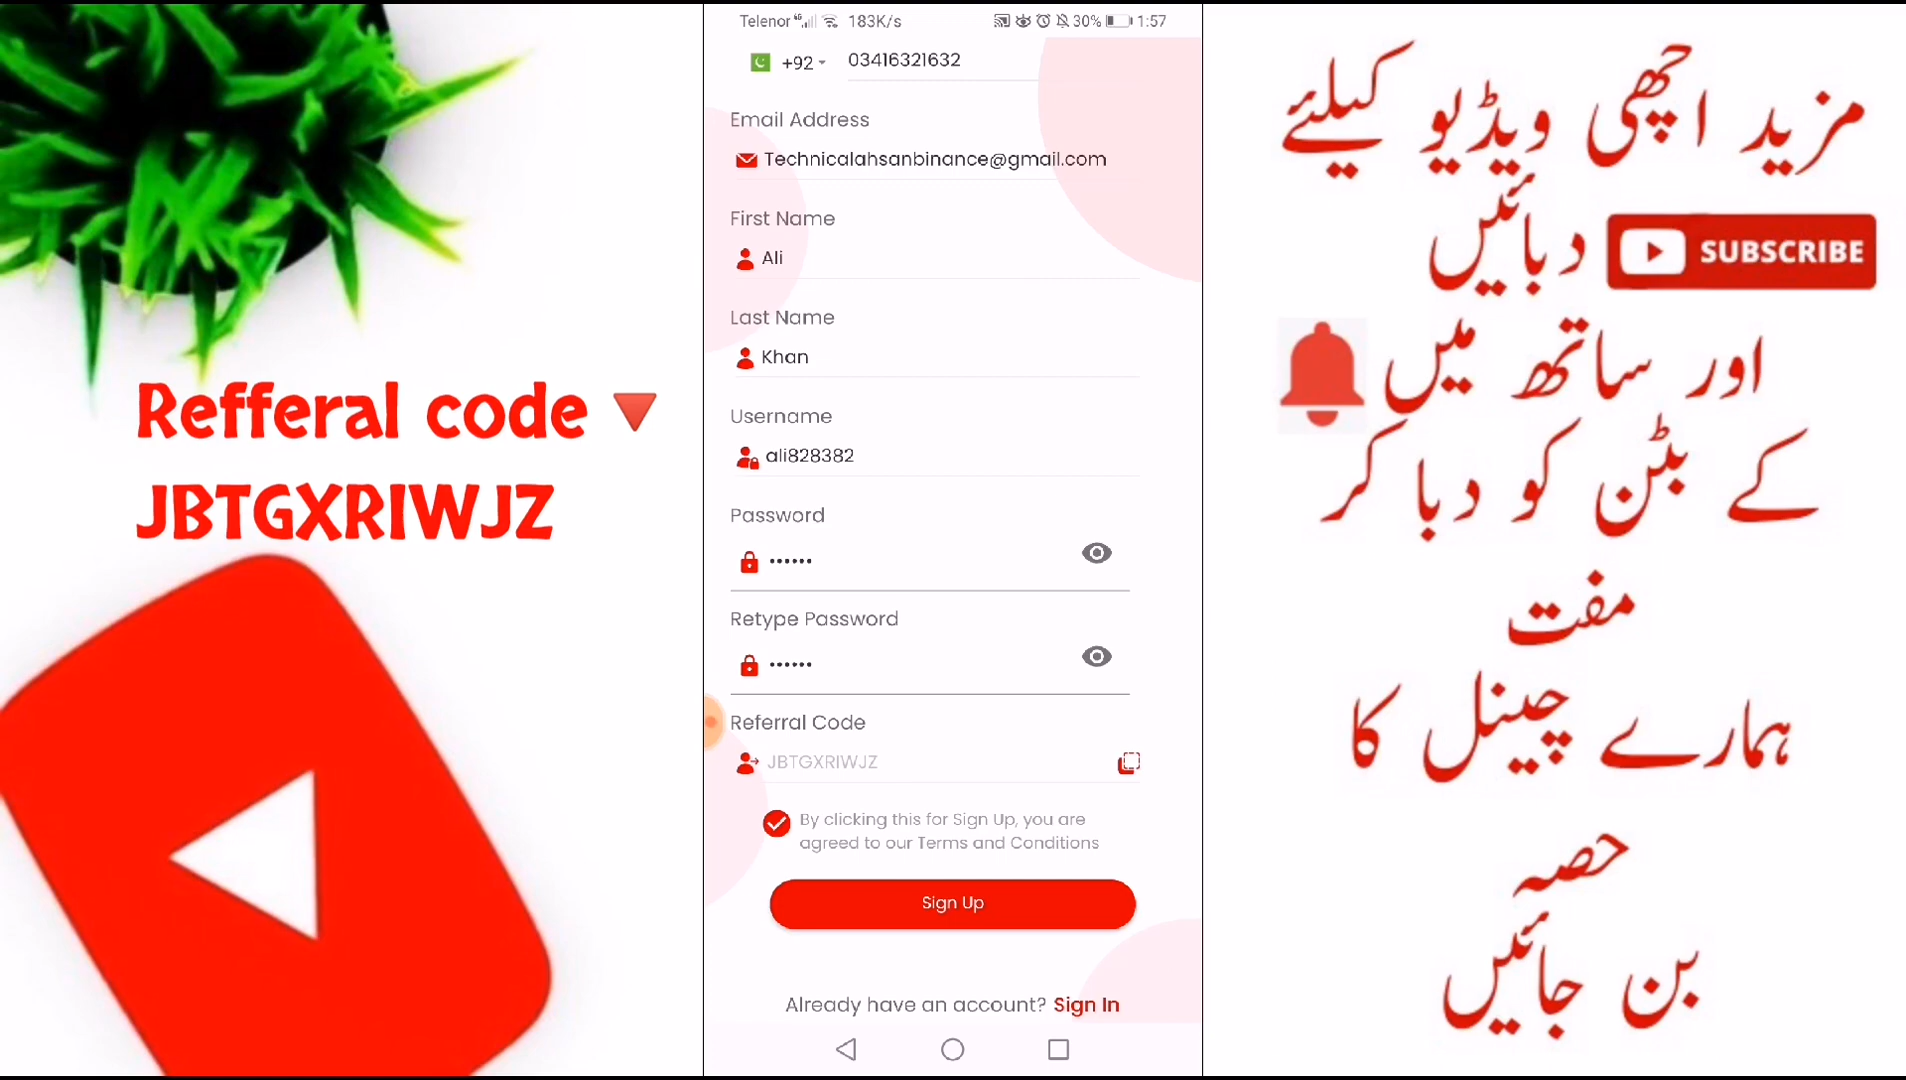 Refferal code
JBTGXRIWJZ
Telenor 4G 183K/s 30% 1:57
+92 03416321632
Email Address
Technicalahsanbinance@gmail.com
First Name
Ali
Last Name
Khan
Username
ali828382
Password
••••••
Retype Password
••••••
Referral Code
JBTGXRIWJZ
By clicking this for Sign Up, you are
agreed to our Terms and Conditions
Sign Up
Already have an account? Sign In
مزید اچھی ویڈیو کیلئے
دبائیں SUBSCRIBE
اور ساتھ میں
کے بٹن کو دبا کر
مفت
ہمارے چینل کا
حصہ
بن جائیں